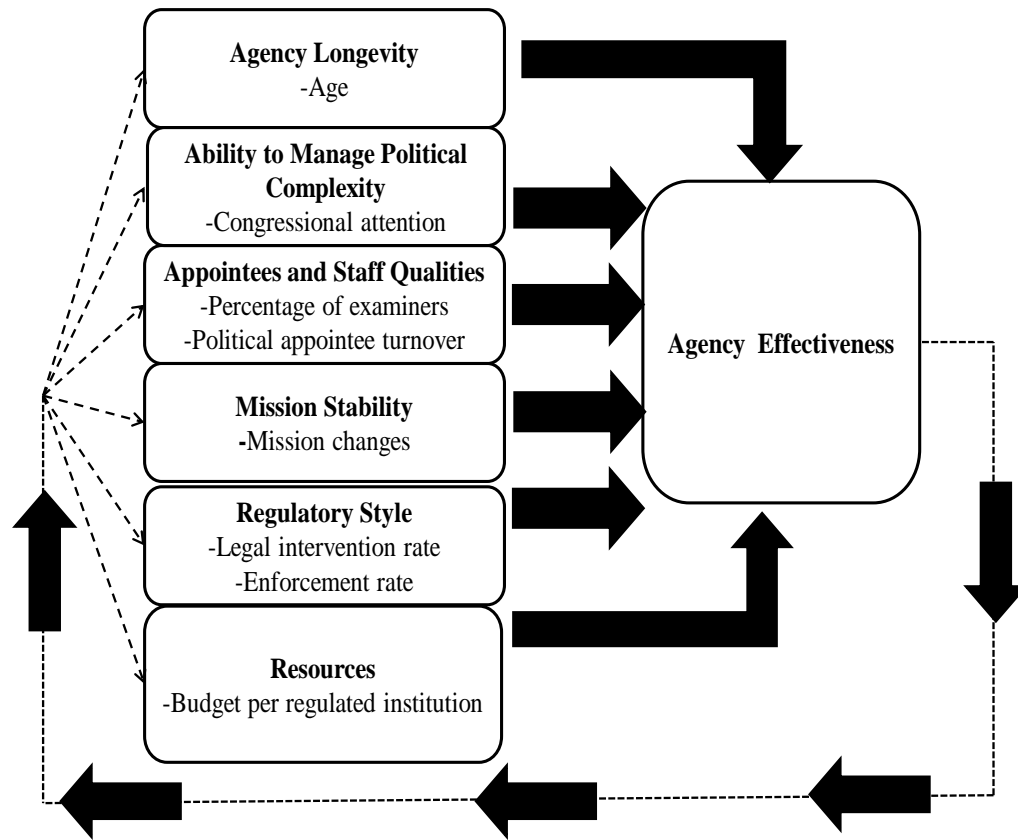 Agency Longevity
-Age
Ability to Manage Political
Complexity
-Congressional attention
Appointees and Staff Qualities
-Percentage of examiners
-Political appointee turnover
Mission Stability
-Mission changes
Regulatory Style
-Legal intervention rate
-Enforcement rate
Resources
-Budget per regulated institution
Agency Effectiveness